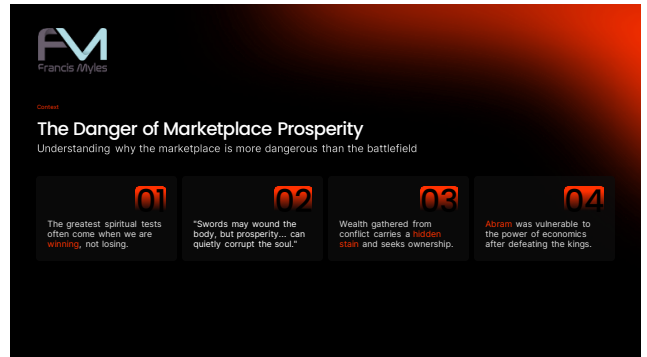 FM
Francis Myles
Context
The Danger of Marketplace Prosperity
Understanding why the marketplace is more dangerous than the battlefield
01
The greatest spiritual tests
often come when we are
winning, not losing.
02
"Swords may wound the
body, but prosperity... can
quietly corrupt the soul."
03
Wealth gathered from
conflict carries a hidden
stain and seeks ownership.
04
Abram was vulnerable to
the power of economics
after defeating the kings.